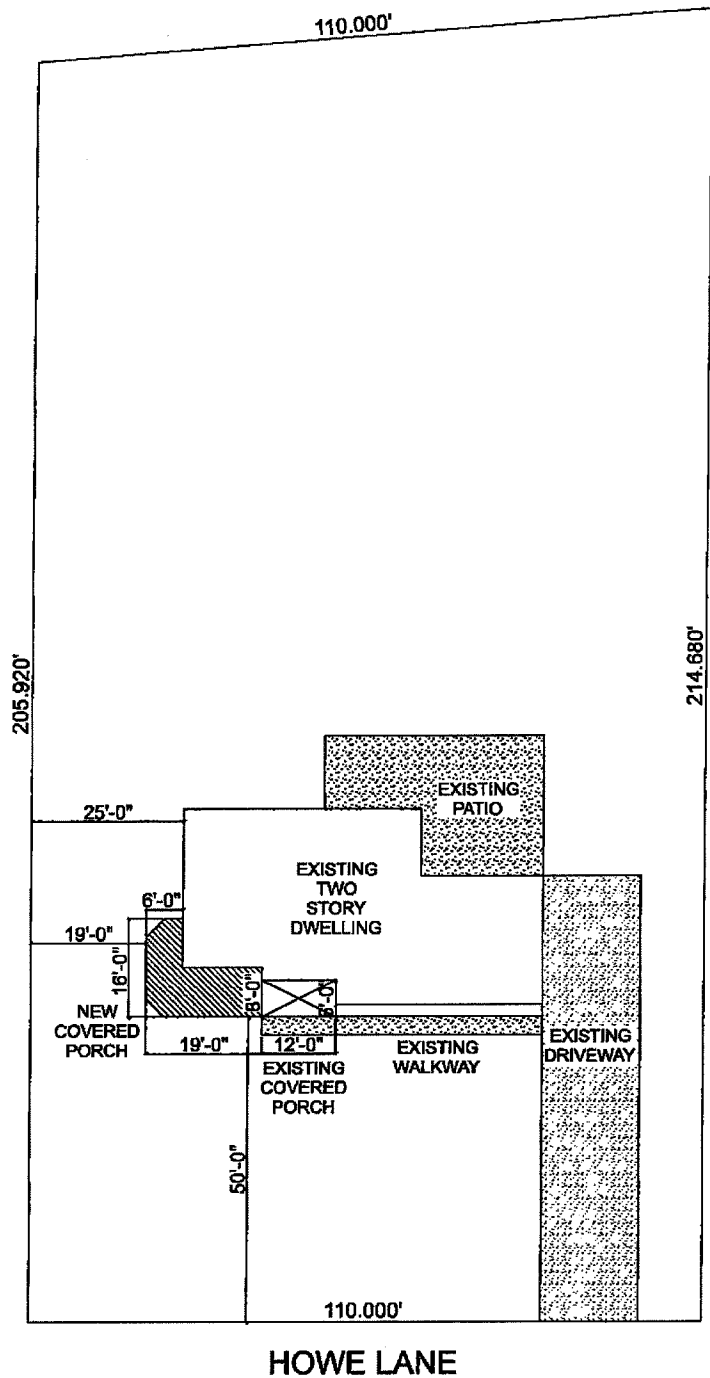 110.000'
205.920'
214.680'
EXISTING
PATIO
25'-0"
EXISTING
TWO
STORY
DWELLING
6'-0"
19'-0"
16'-0"
8'-0"
6'-0"
NEW
COVERED
PORCH
19'-0"
12'-0"
EXISTING
COVERED
PORCH
EXISTING
WALKWAY
EXISTING
DRIVEWAY
50'-0"
110.000'
HOWE LANE